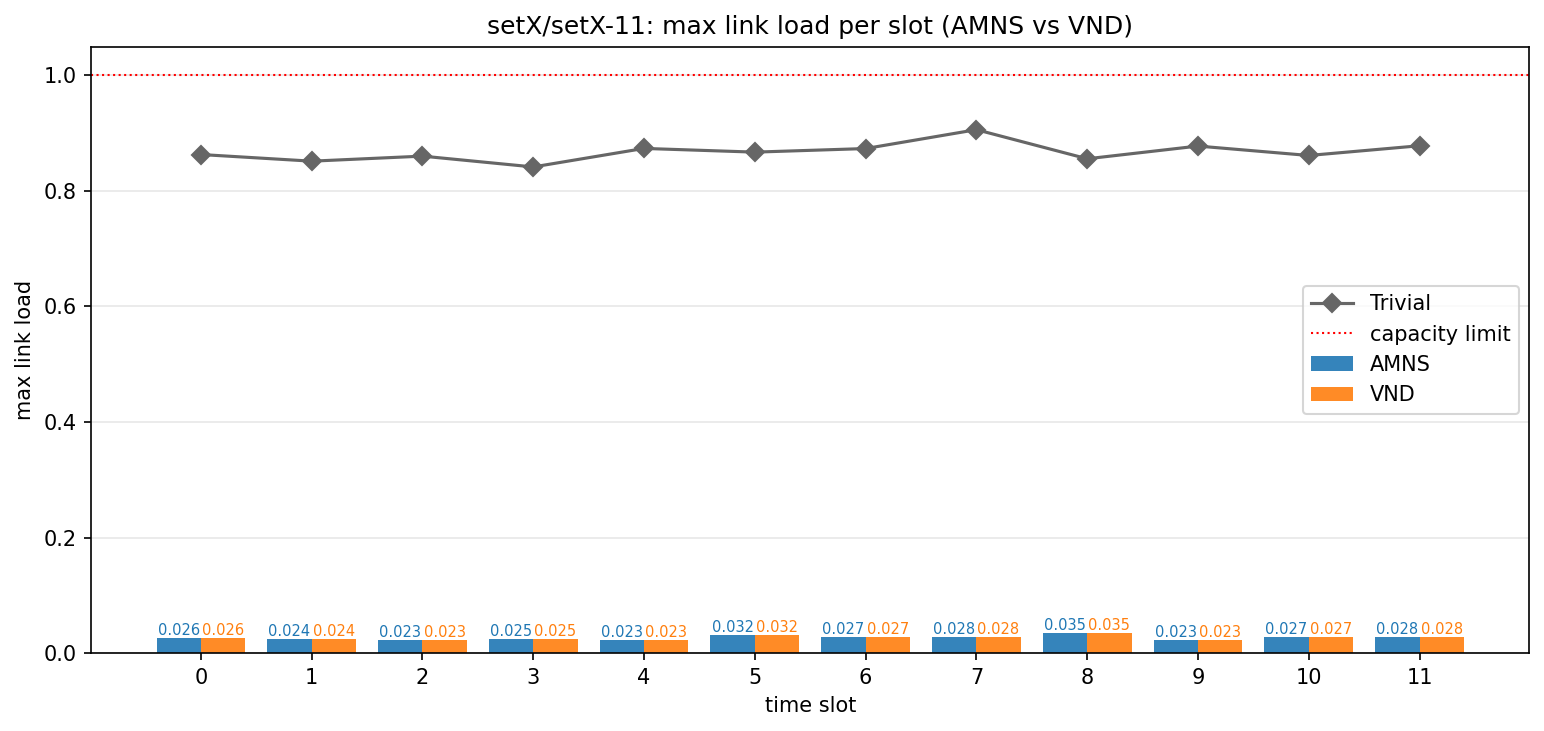 setX/setX-11: max link load per slot (AMNS vs VND)
max link load
1.0
0.8
0.6
0.4
0.2
0.0
Trivial
capacity limit
AMNS
VND
0.026 0.026 0.024 0.024 0.023 0.023 0.025 0.025 0.023 0.023 0.032 0.032 0.027 0.027 0.028 0.028 0.035 0.035 0.023 0.023 0.027 0.027 0.028 0.028
0 1 2 3 4 5 6 7 8 9 10 11
time slot